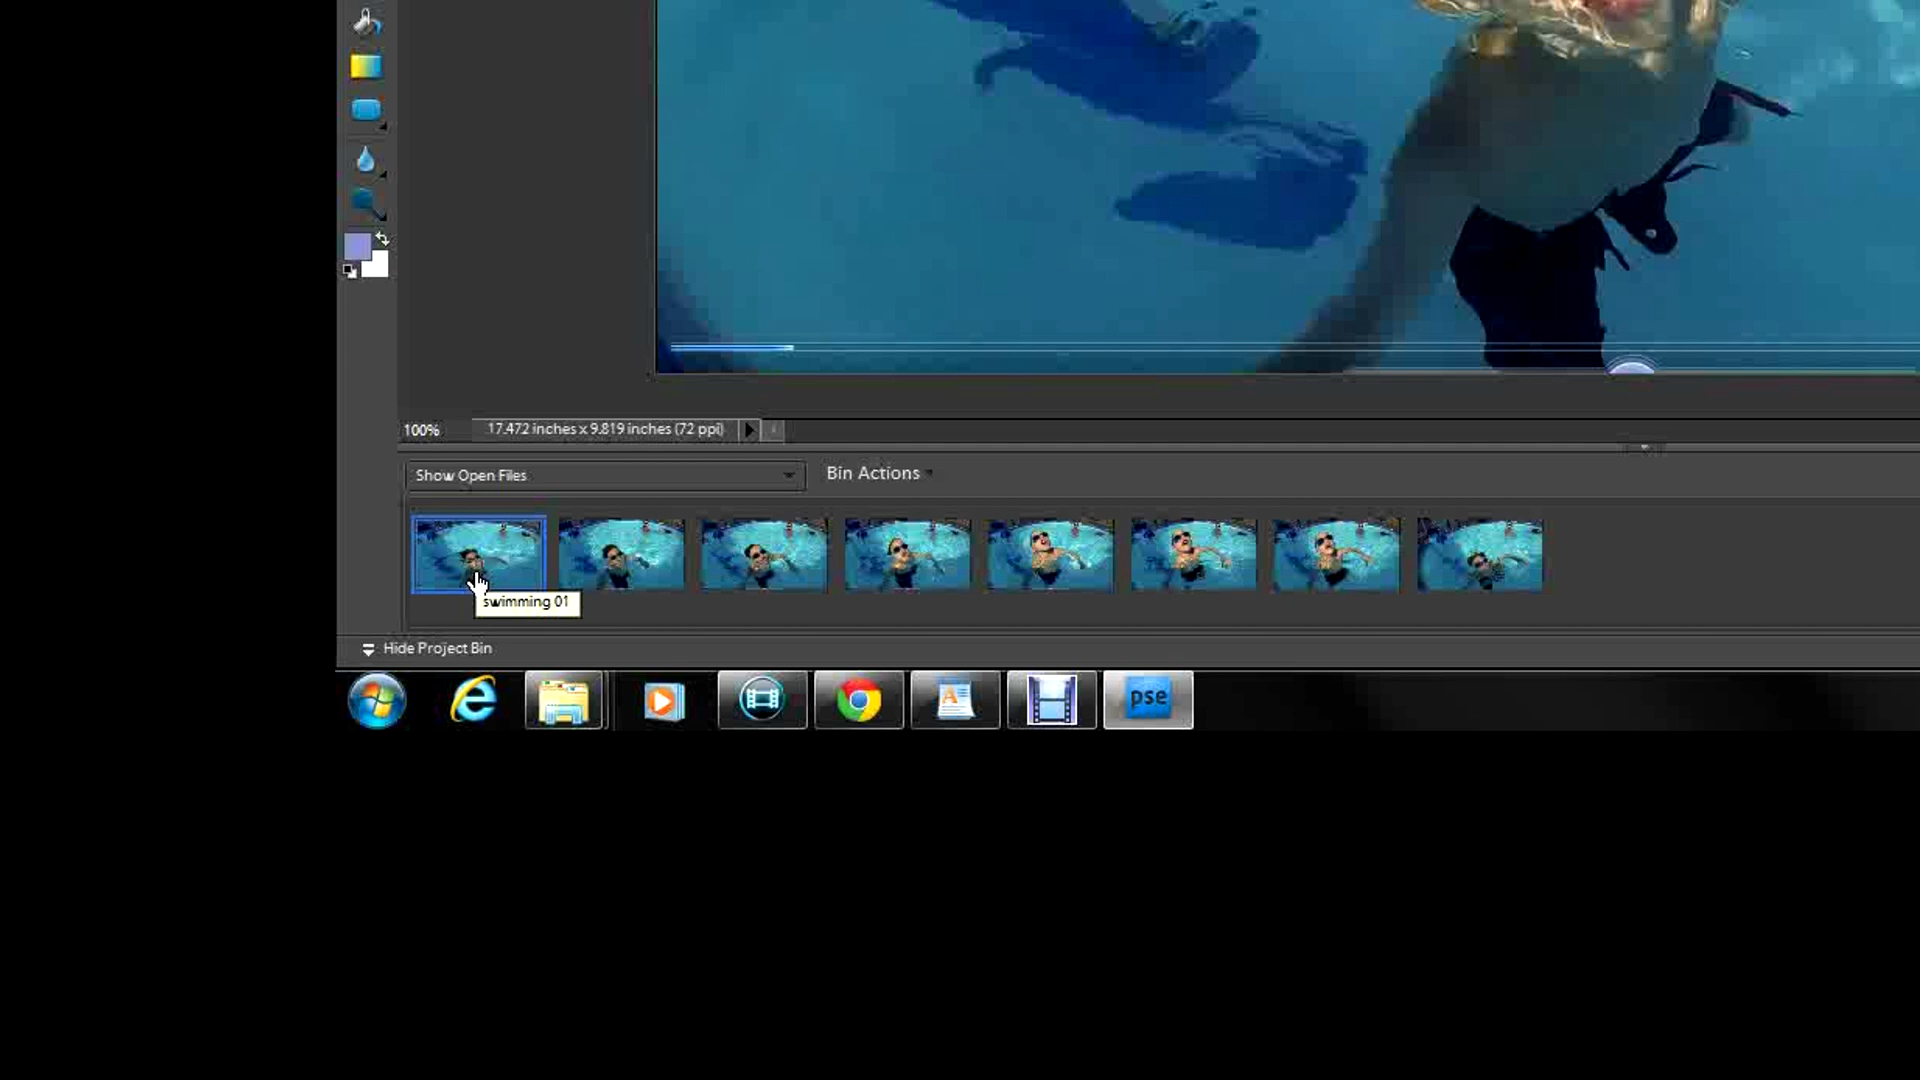 100%
17.472 inches x 9.819 inches (72 ppi)
Show Open Files
Bin Actions
swimming 01
Hide Project Bin
pse